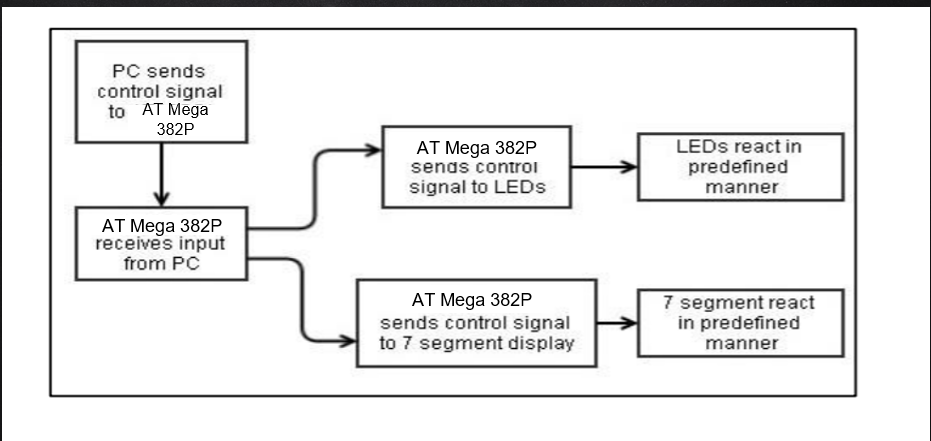 PC sends
control signal
to AT Mega
382P
AT Mega 382P
receives input
from PC
AT Mega 382P
sends control
signal to LEDs
LEDs react in
predefined
manner
AT Mega 382P
sends control signal
to 7 segment display
7 segment react
in predefined
manner